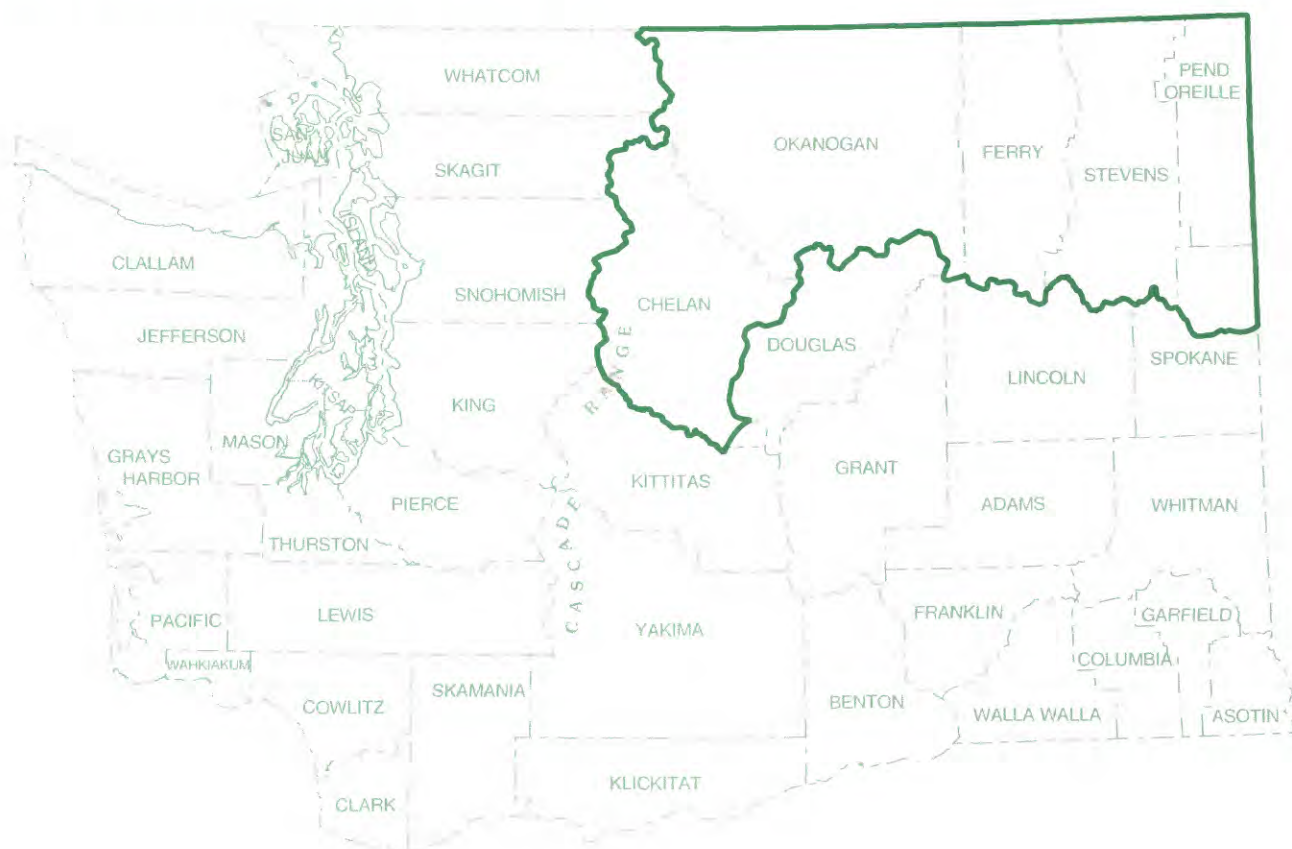 WHATCOM
PEND
OREILLE
SAN
JUAN
SKAGIT
OKANOGAN
FERRY
STEVENS
CLALLAM
ISLAND
SNOHOMISH
CHELAN
JEFFERSON
DOUGLAS
SPOKANE
LINCOLN
KITSAP
KING
MASON
GRAYS
HARBOR
KITTITAS
GRANT
PIERCE
ADAMS
WHITMAN
THURSTON
CASCADE RANGE
PACIFIC
LEWIS
YAKIMA
FRANKLIN
GARFIELD
WAHKIAKUM
COLUMBIA
COWLITZ
SKAMANIA
BENTON
WALLA WALLA
ASOTIN
KLICKITAT
CLARK